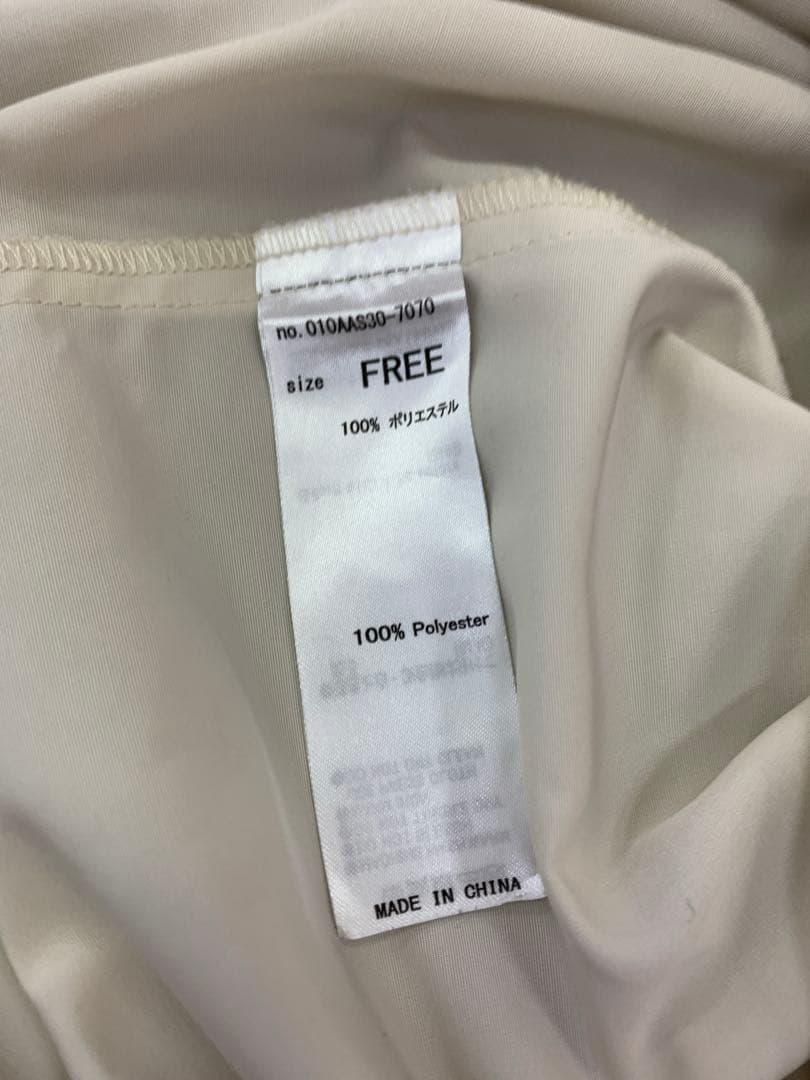 no.010AAS30-7070
size FREE
100% ポリエステル
100% Polyester
MADE IN CHINA